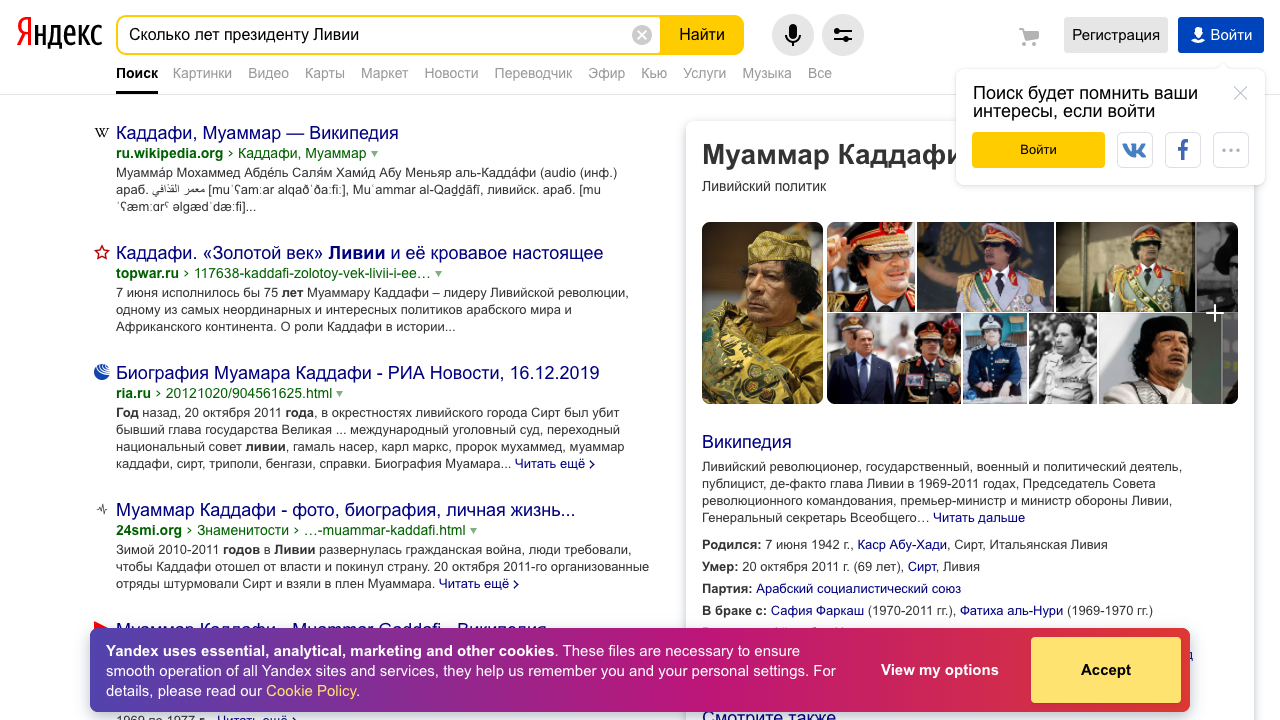 Яндекс
Сколько лет президенту Ливии
Найти
Регистрация
Войти
Поиск Картинки Видео Карты Маркет Новости Переводчик Эфир Кью Услуги Музыка Все
Поиск будет помнить ваши
интересы, если войти
Войти
Каддафи, Муаммар — Википедия
ru.wikipedia.org › Каддафи, Муаммар
Муамма́р Мохаммед Абде́ль Саля́м Хами́д Абу Меньяр аль-Кадда́фи (audio (инф.)
араб. معمر القذافي‎ [muˈʕamːar alqaðˈðaːfiː], Muʿammar al-Qaḏḏāfī, ливийск. араб. [mu
ˈʕæmːɑrˤ əlgædˈdæːfi]...
Каддафи. «Золотой век» Ливии и её кровавое настоящее
topwar.ru › 117638-kaddafi-zolotoy-vek-livii-i-ee…
7 июня исполнилось бы 75 лет Муаммару Каддафи – лидеру Ливийской революции,
одному из самых неординарных и интересных политиков арабского мира и
Африканского континента. О роли Каддафи в истории...
Биография Муамара Каддафи - РИА Новости, 16.12.2019
ria.ru › 20121020/904561625.html
Год назад, 20 октября 2011 года, в окрестностях ливийского города Сирт был убит
бывший глава государства Великая ... международный уголовный суд, переходный
национальный совет ливии, гамаль насер, карл маркс, пророк мухаммед, муаммар
каддафи, сирт, триполи, бенгази, справки. Биография Муамара... Читать ещё ›
Муаммар Каддафи - фото, биография, личная жизнь...
24smi.org › Знаменитости › …-muammar-kaddafi.html
Зимой 2010-2011 годов в Ливии развернулась гражданская война, люди требовали,
чтобы Каддафи отошел от власти и покинул страну. 20 октября 2011-го организованные
отряды штурмовали Сирт и взяли в плен Муаммара. Читать ещё ›
Муаммар Каддафи - Muammar Gaddafi - Википедия
1969 по 1977 г... Читать ещё ›
Муаммар Каддафи
Ливийский политик
Википедия
Ливийский революционер, государственный, военный и политический деятель,
публицист, де-факто глава Ливии в 1969-2011 годах, Председатель Совета
революционного командования, премьер-министр и министр обороны Ливии,
Генеральный секретарь Всеобщего… Читать дальше
Родился: 7 июня 1942 г., Каср Абу-Хади, Сирт, Итальянская Ливия
Умер: 20 октября 2011 г. (69 лет), Сирт, Ливия
Партия: Арабский социалистический союз
В браке с: Сафия Фаркаш (1970-2011 гг.), Фатиха аль-Нури (1969-1970 гг.)
Смотрите также
Yandex uses essential, analytical, marketing and other cookies. These files are necessary to ensure
smooth operation of all Yandex sites and services, they help us remember you and your personal settings. For
details, please read our Cookie Policy.
View my options
Accept